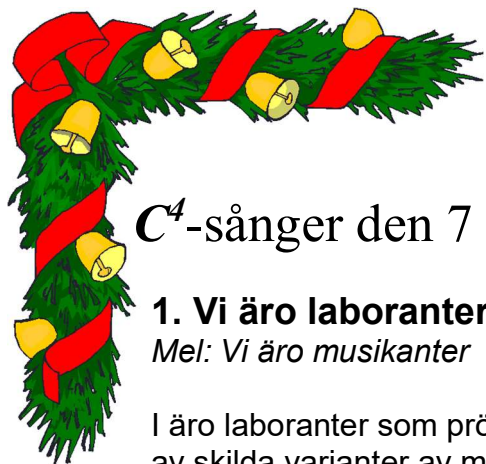 C⁴-sånger den 7
1. Vi äro laboranter
Mel: Vi äro musikanter
I äro laboranter som
av skilda varianter av